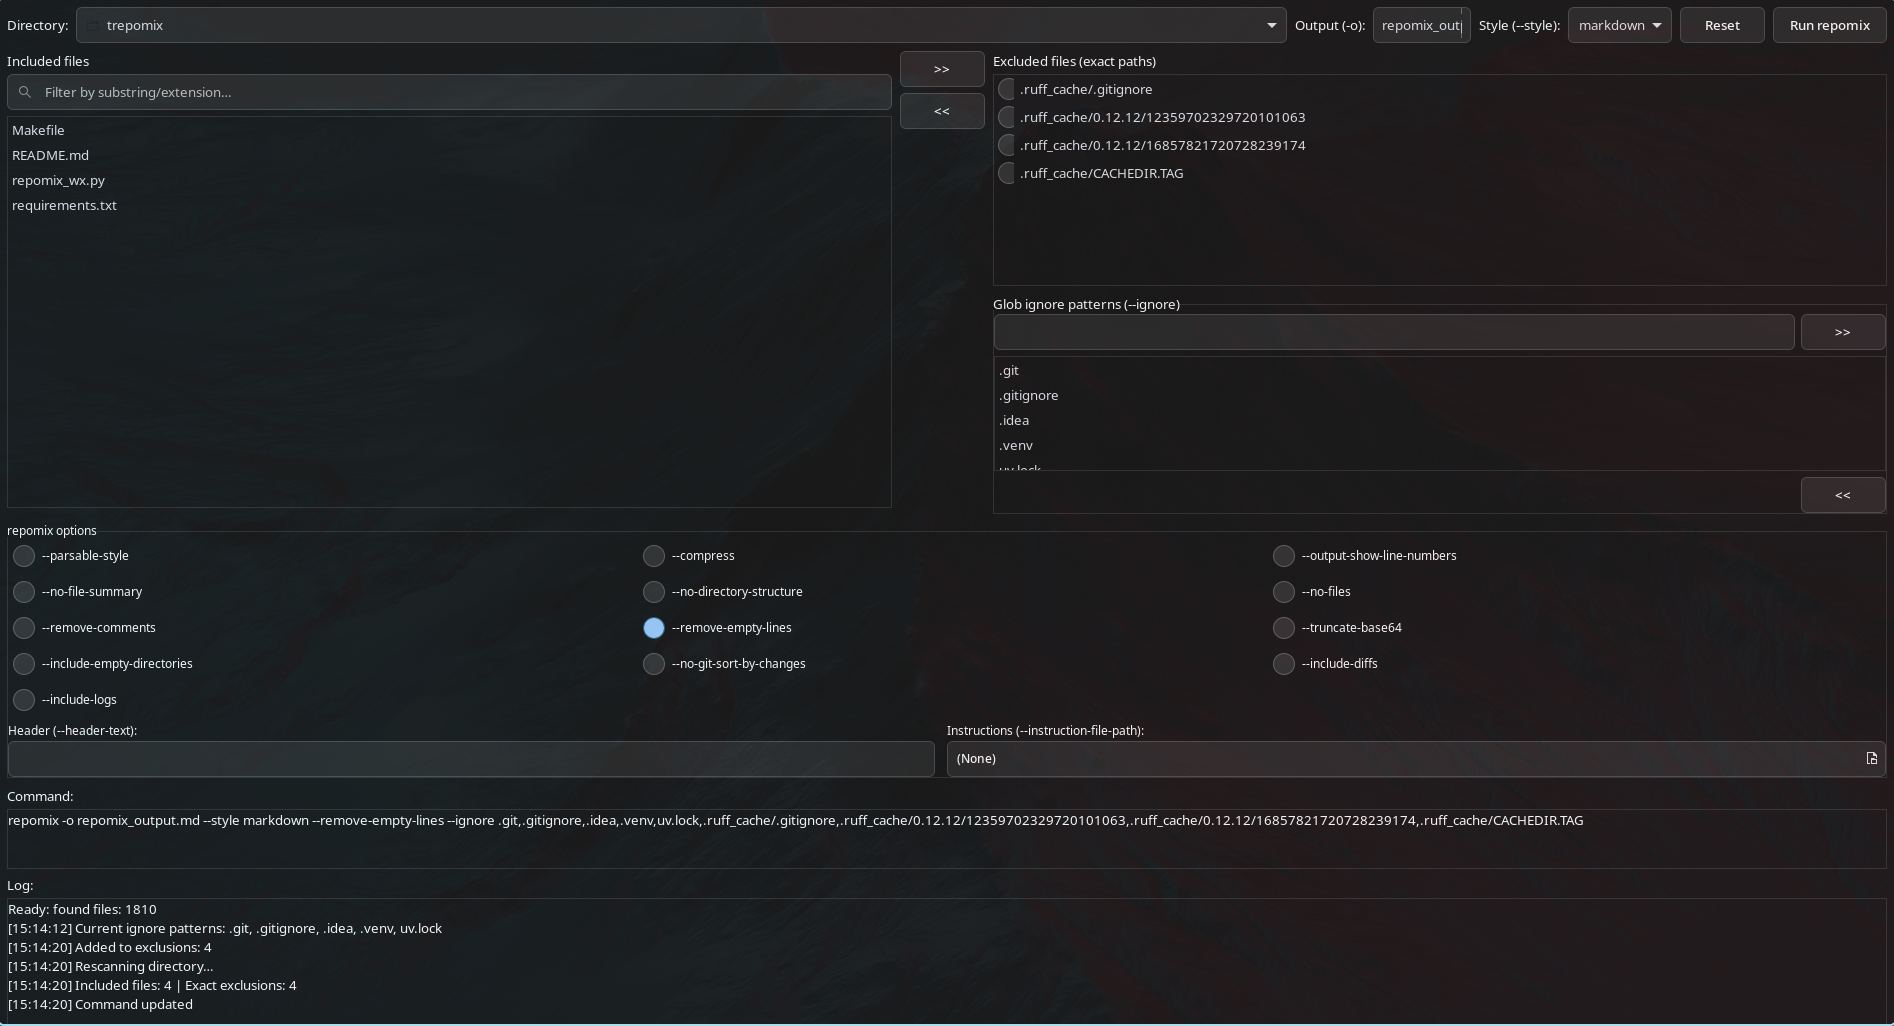 Directory: trepomix Output (-o): repomix_out Style (--style): markdown Reset Run repomix
Included files
Filter by substring/extension...
Makefile
README.md
repomix_wx.py
requirements.txt
>>
<<
Excluded files (exact paths)
.ruff_cache/.gitignore
.ruff_cache/0.12.12/12359702329720101063
.ruff_cache/0.12.12/16857821720728239174
.ruff_cache/CACHEDIR.TAG
Glob ignore patterns (--ignore)
>>
.git
.gitignore
.idea
.venv
uv.lock
<<
repomix options
--parsable-style --compress --output-show-line-numbers
--no-file-summary --no-directory-structure --no-files
--remove-comments --remove-empty-lines --truncate-base64
--include-empty-directories --no-git-sort-by-changes --include-diffs
--include-logs
Header (--header-text): Instructions (--instruction-file-path):
(None)
Command:
repomix -o repomix_output.md --style markdown --remove-empty-lines --ignore .git,.gitignore,.idea,.venv,uv.lock,.ruff_cache/.gitignore,.ruff_cache/0.12.12/12359702329720101063,.ruff_cache/0.12.12/16857821720728239174,.ruff_cache/CACHEDIR.TAG
Log:
Ready: found files: 1810
[15:14:12] Current ignore patterns: .git, .gitignore, .idea, .venv, uv.lock
[15:14:20] Added to exclusions: 4
[15:14:20] Rescanning directory...
[15:14:20] Included files: 4 | Exact exclusions: 4
[15:14:20] Command updated